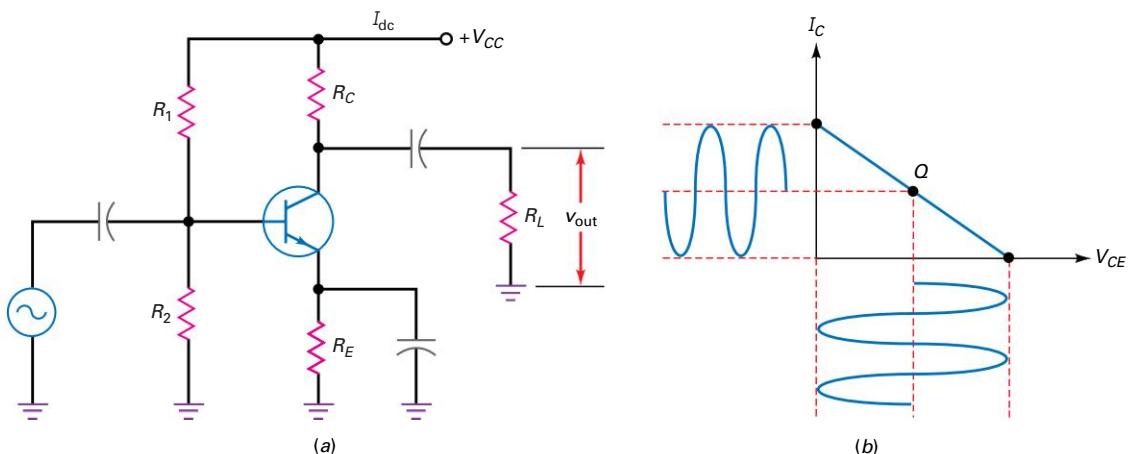 I_dc
+V_CC
R_1
R_C
R_L
v_out
R_2
R_E
(a)
I_C
Q
V_CE
(b)